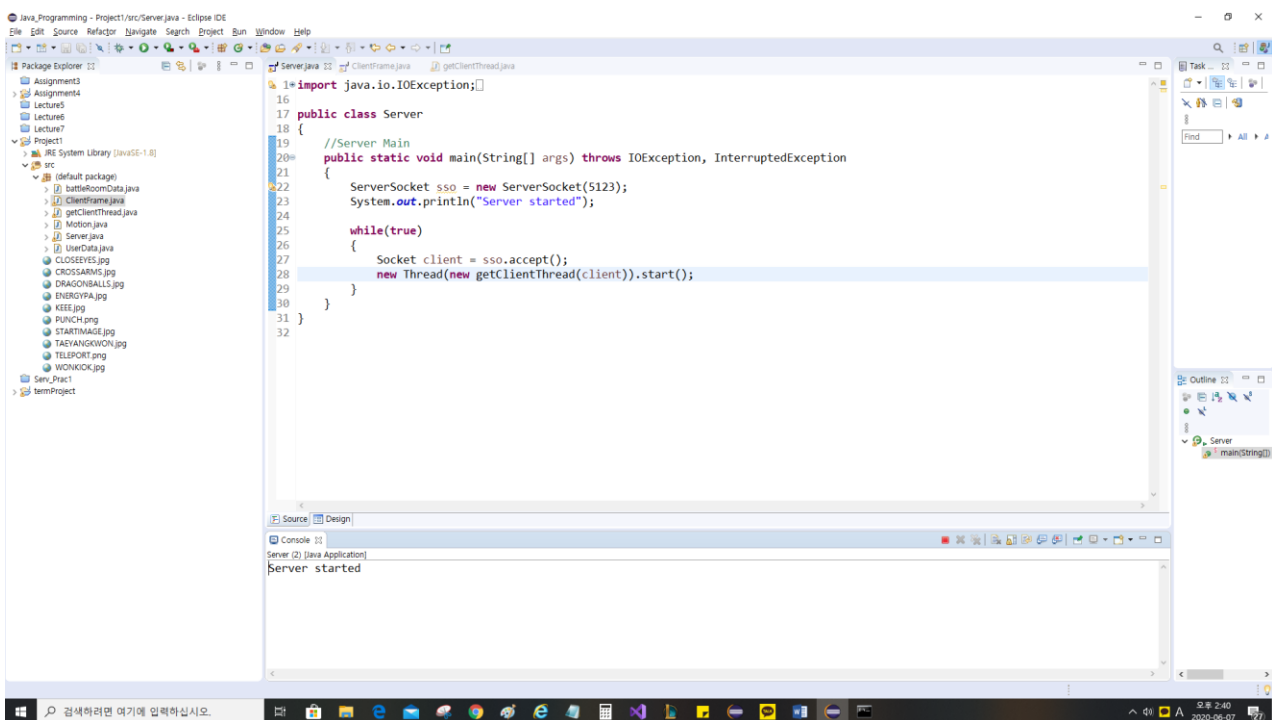 Java_Programming - Project1/src/Server.java - Eclipse IDE
File Edit Source Refactor Navigate Search Project Run Window Help
Package Explorer
Server.java ClientFrame.java getClientThread.java
Task
Assignment3
Assignment4
Lecture5
Lecture6
Lecture7
Project1
JRE System Library [JavaSE-1.8]
src
(default package)
battleRoomData.java
ClientFrame.java
getClientThread.java
Motion.java
Server.java
UserData.java
CLOSEEYES.jpg
CROSSARMS.jpg
DRAGONBALLS.jpg
ENERGYPA.jpg
KEEE.jpg
PUNCH.png
STARTIMAGE.jpg
TAEYANGKWON.jpg
TELEPORT.png
WONKIOK.jpg
Serv_Prac1
termProject
1 import java.io.IOException;
16
17 public class Server
18 {
19 //Server Main
20 public static void main(String[] args) throws IOException, InterruptedException
21 {
22 ServerSocket sso = new ServerSocket(5123);
23 System.out.println("Server started");
24
25 while(true)
26 {
27 Socket client = sso.accept();
28 new Thread(new getClientThread(client)).start();
29 }
30 }
31 }
32
Source Design
Find All A
Outline
Server
main(String[])
Console
Server (2) [Java Application]
Server started
검색하려면 여기에 입력하십시오.
A 오후 2:40
2020-06-07